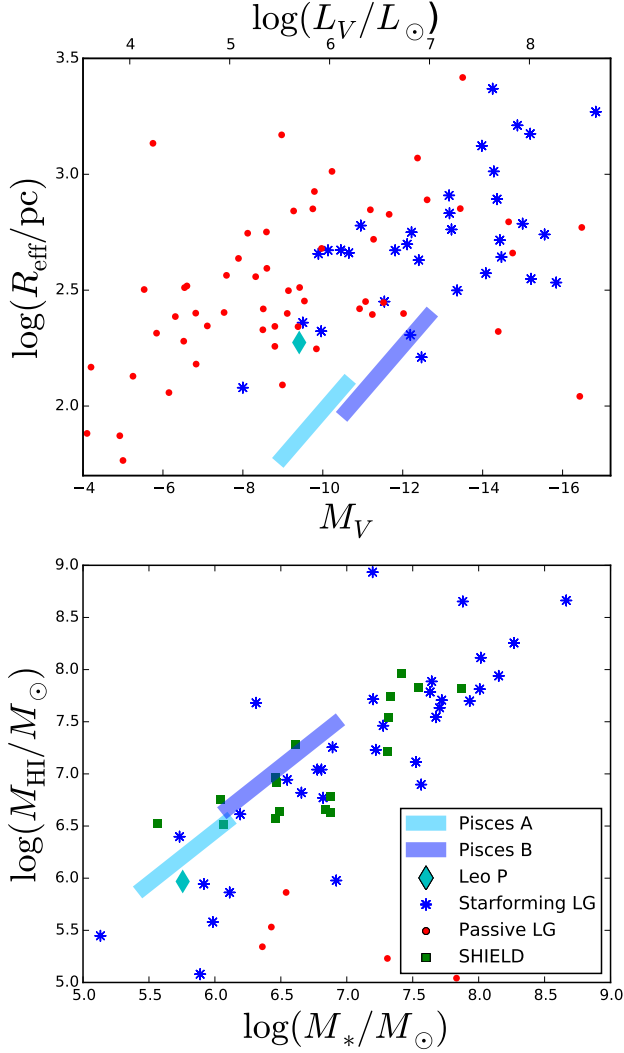 log(L_V/L_⊙)
4 5 6 7 8
3.5
3.0
2.5
2.0
log(R_eff/pc)
−4 −6 −8 −10 −12 −14 −16
M_V
9.0
8.5
8.0
7.5
7.0
6.5
6.0
5.5
5.0
log(M_HI/M_⊙)
Pisces A
Pisces B
Leo P
Starforming LG
Passive LG
SHIELD
5.0 5.5 6.0 6.5 7.0 7.5 8.0 8.5 9.0
log(M_*/M_⊙)